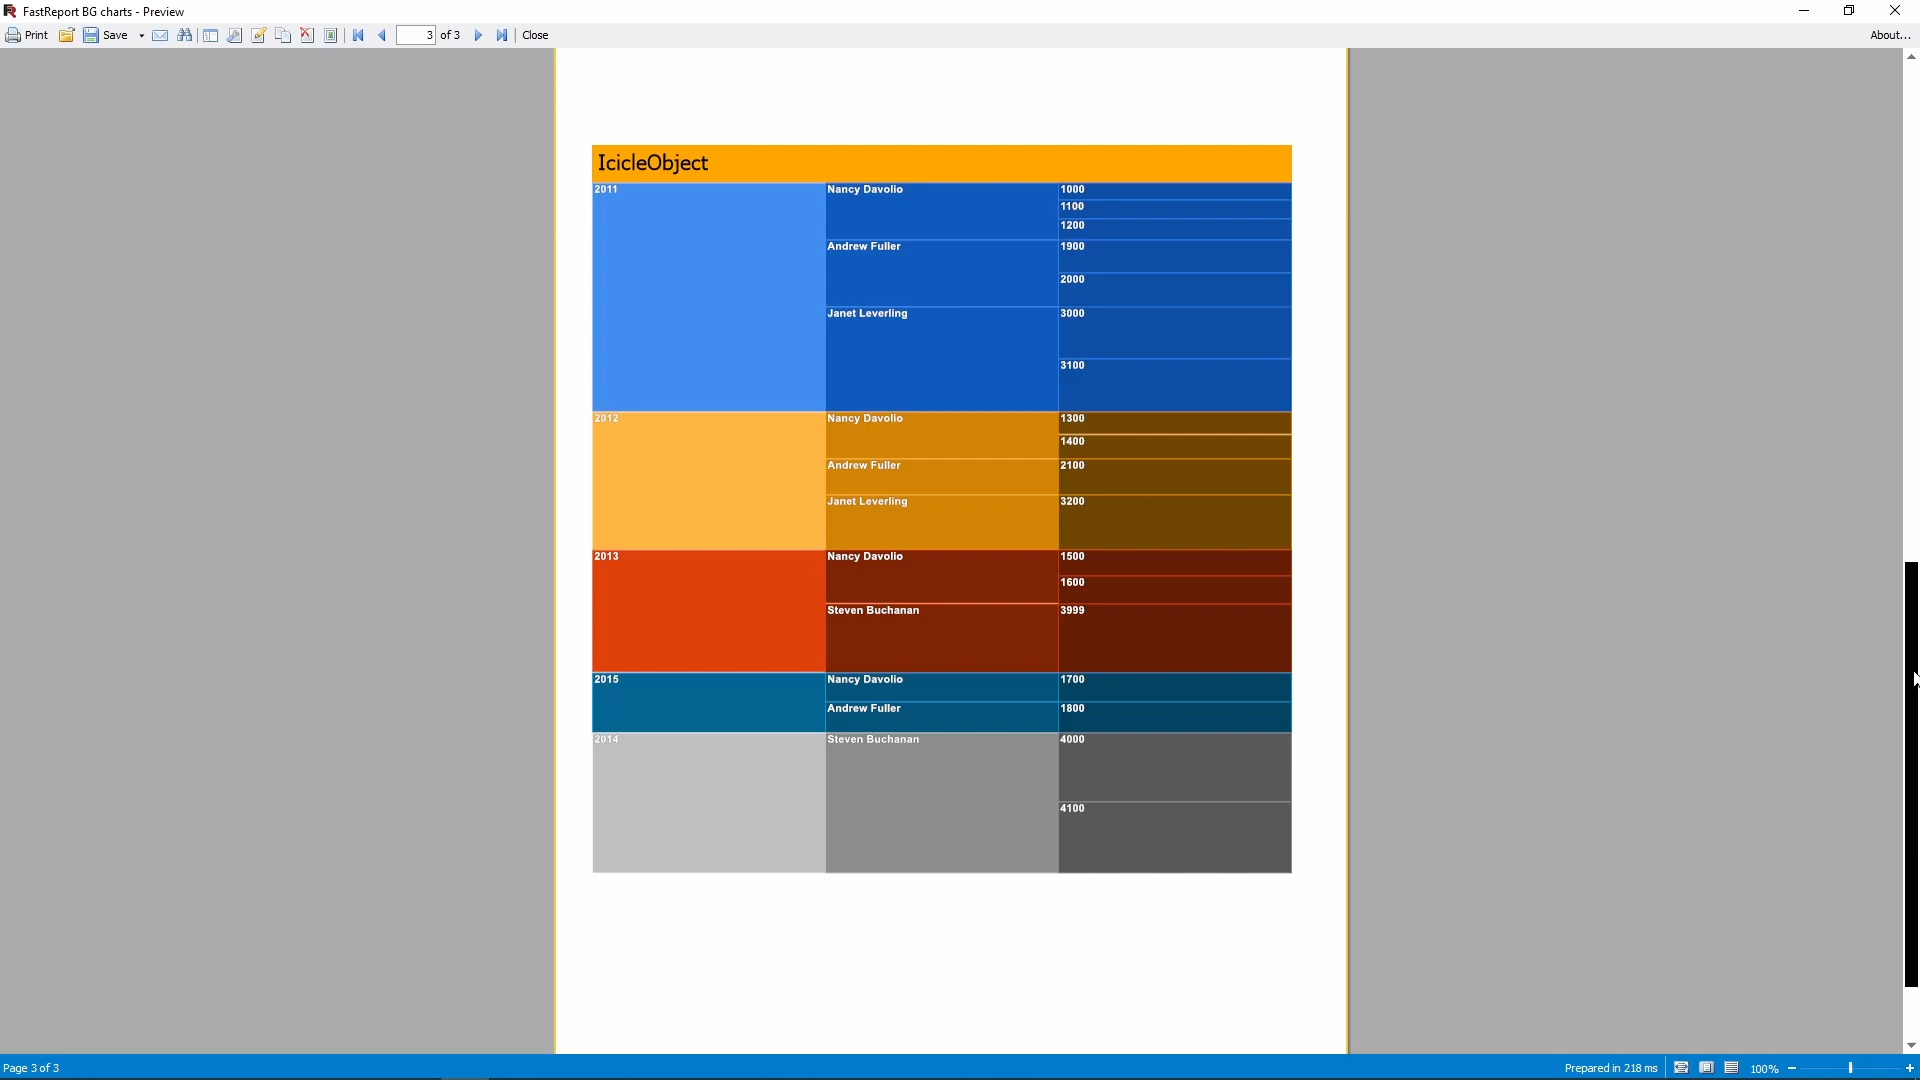 FastReport BG charts - Preview
Print Save 3 of 3 Close About...
IcicleObject
2011 Nancy Davolio 1000
1100
1200
Andrew Fuller 1900
2000
Janet Leverling 3000
3100
2012 Nancy Davolio 1300
1400
Andrew Fuller 2100
Janet Leverling 3200
2013 Nancy Davolio 1500
1600
Steven Buchanan 3999
2015 Nancy Davolio 1700
Andrew Fuller 1800
2014 Steven Buchanan 4000
4100
Page 3 of 3 Prepared in 218 ms 100%